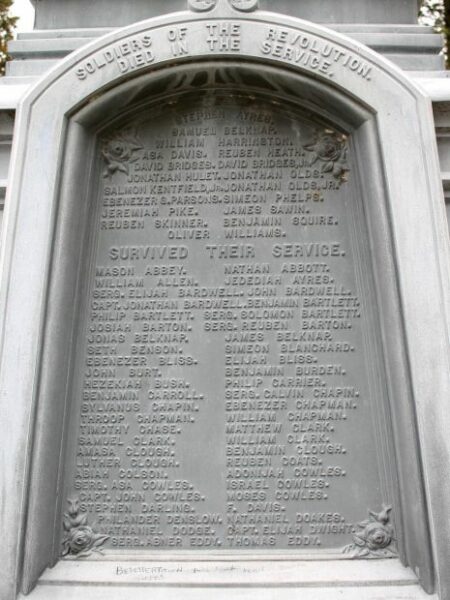 SOLDIERS OF THE REVOLUTION.
DIED IN THE SERVICE.
STEPHEN AYRES.
SAMUEL BELKNAP.
WILLIAM HARRINGTON.
ASA DAVIS. REUBEN HEATH.
DAVID BRIDGES. DAVID BRIDGES, JR.
JONATHAN HULET. JONATHAN OLDS.
SALMON KENTFIELD, JR. JONATHAN OLDS, JR.
EBENEZER G. PARSONS. SIMEON PHELPS.
JEREMIAH PIKE. JAMES SAWIN.
REUBEN SKINNER. BENJAMIN SQUIRE.
OLIVER WILLIAMS.
SURVIVED THEIR SERVICE.
MASON ABBEY. NATHAN ABBOTT.
WILLIAM ALLEN. JEDEDIAH AYRES.
SERG. ELIJAH BARDWELL. JOHN BARDWELL.
CAPT. JONATHAN BARDWELL. BENJAMIN BARTLETT.
PHILIP BARTLETT. SERG. SOLOMON BARTLETT.
JOSIAH BARTON. SERG. REUBEN BARTON.
JONAS BELKNAP. JAMES BELKNAP.
SETH BENSON. SIMEON BLANCHARD.
EBENEZER BLISS. ELIJAH BLISS.
JOHN BURT. BENJAMIN BURDEN.
HEZEKIAH BUSH. PHILIP CARRIER.
BENJAMIN CARROLL. SERG. CALVIN CHAPIN.
SYLVANUS CHAPIN. EBENEZER CHAPMAN.
THROOP CHAPMAN. WILLIAM CHAPMAN.
TIMOTHY CHASE. MATTHEW CLARK.
SAMUEL CLARK. WILLIAM CLARK.
AMASA CLOUGH. BENJAMIN CLOUGH.
LUTHER CLOUGH. REUBEN COATS.
ABIAH COLSON. ADONIJAH COWLES.
SERG. ASA COWLES. ISRAEL COWLES.
CAPT. JOHN COWLES. MOSES COWLES.
STEPHEN DARLING. F. DAVIS.
PHILANDER DENSLOW. NATHANIEL DOAKES.
NATHANIEL DODGE. CAPT. ELIJAH DWIGHT.
SERG. ABNER EDDY. THOMAS EDDY.